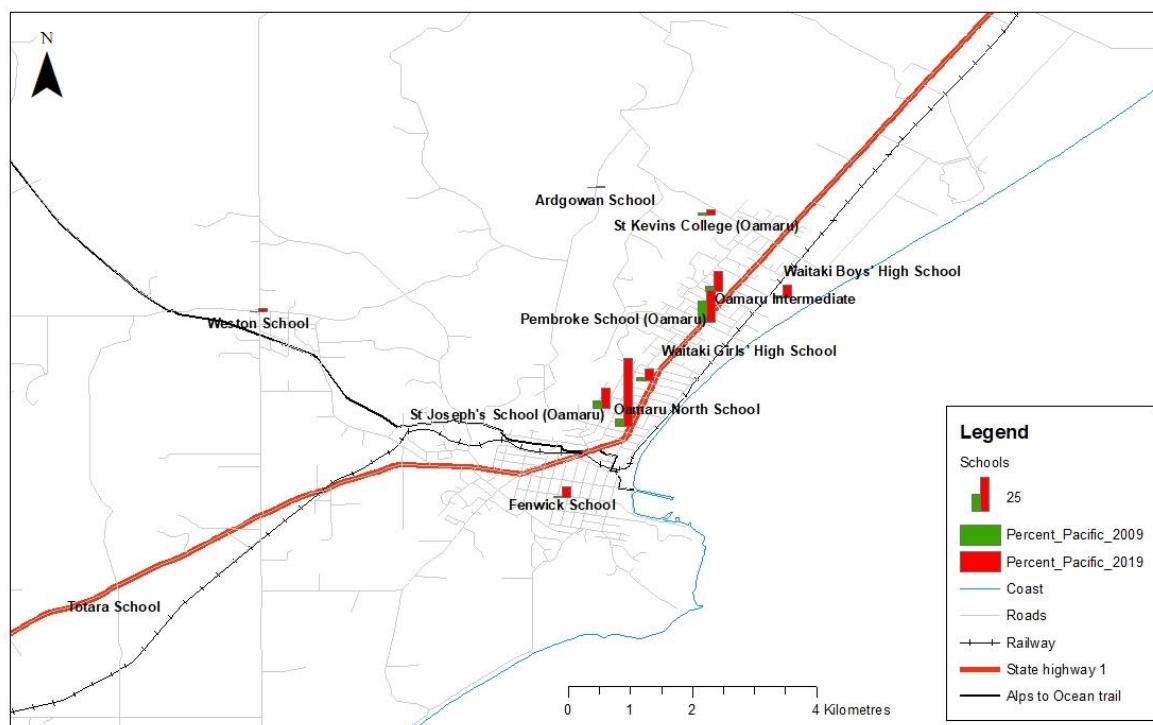 N
Ardgowan School
St Kevins College (Oamaru)
Waitaki Boys' High School
Oamaru Intermediate
Pembroke School (Oamaru)
Weston School
Waitaki Girls' High School
St Joseph's School (Oamaru)
Oamaru North School
Fenwick School
Totara School
Legend
Schools
25
Percent_Pacific_2009
Percent_Pacific_2019
Coast
Roads
Railway
State highway 1
Alps to Ocean trail
0 1 2 4 Kilometres